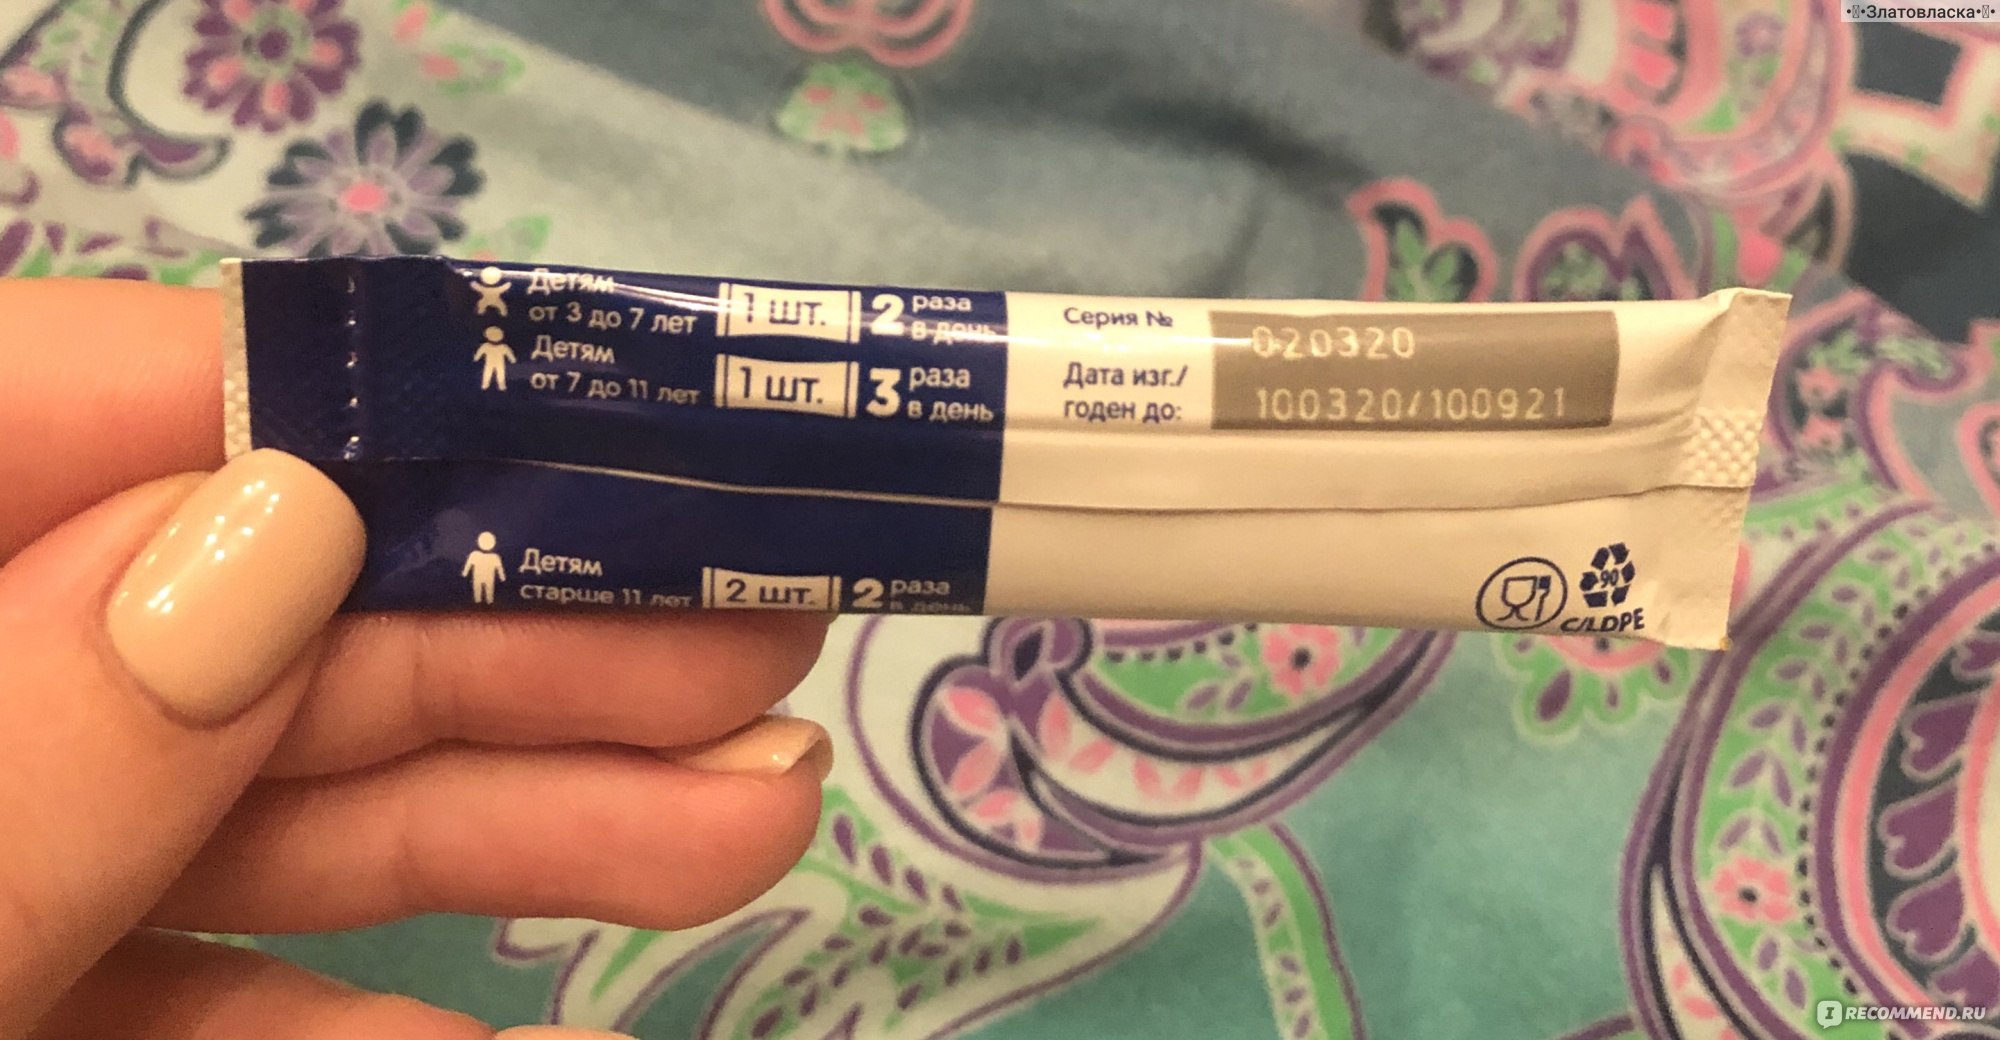 •Златовласка•
Детям
от 3 до 7 лет
1 шт.
2 раза
в день
Детям
от 7 до 11 лет
1 шт.
3 раза
в день
Серия №
020320
Дата изг./
годен до:
100320/100921
Детям
старше 11 лет
2 шт.
2 раза
в день
90
C/LDPE
IRECOMMEND.RU